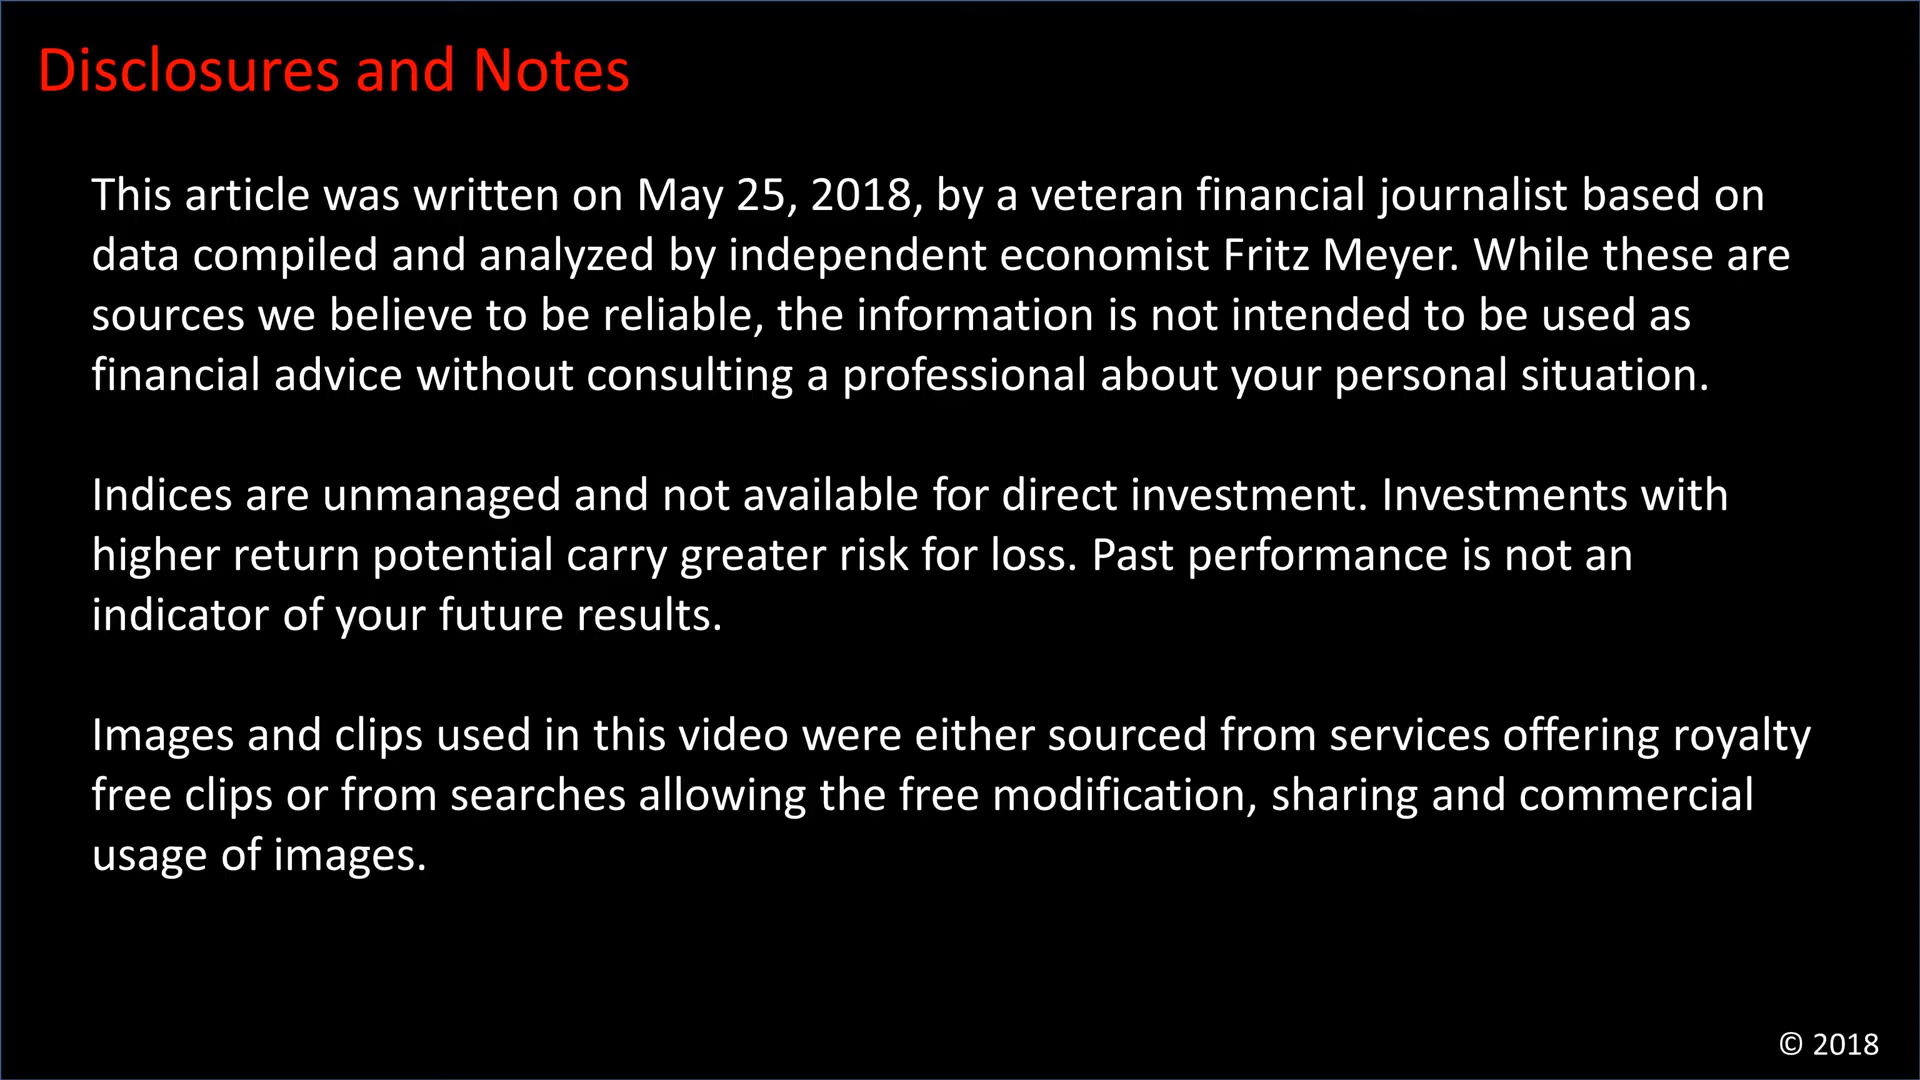 Disclosures and Notes
This article was written on May 25, 2018, by a veteran financial journalist based on
data compiled and analyzed by independent economist Fritz Meyer. While these are
sources we believe to be reliable, the information is not intended to be used as
financial advice without consulting a professional about your personal situation.
Indices are unmanaged and not available for direct investment. Investments with
higher return potential carry greater risk for loss. Past performance is not an
indicator of your future results.
Images and clips used in this video were either sourced from services offering royalty
free clips or from searches allowing the free modification, sharing and commercial
usage of images.
© 2018